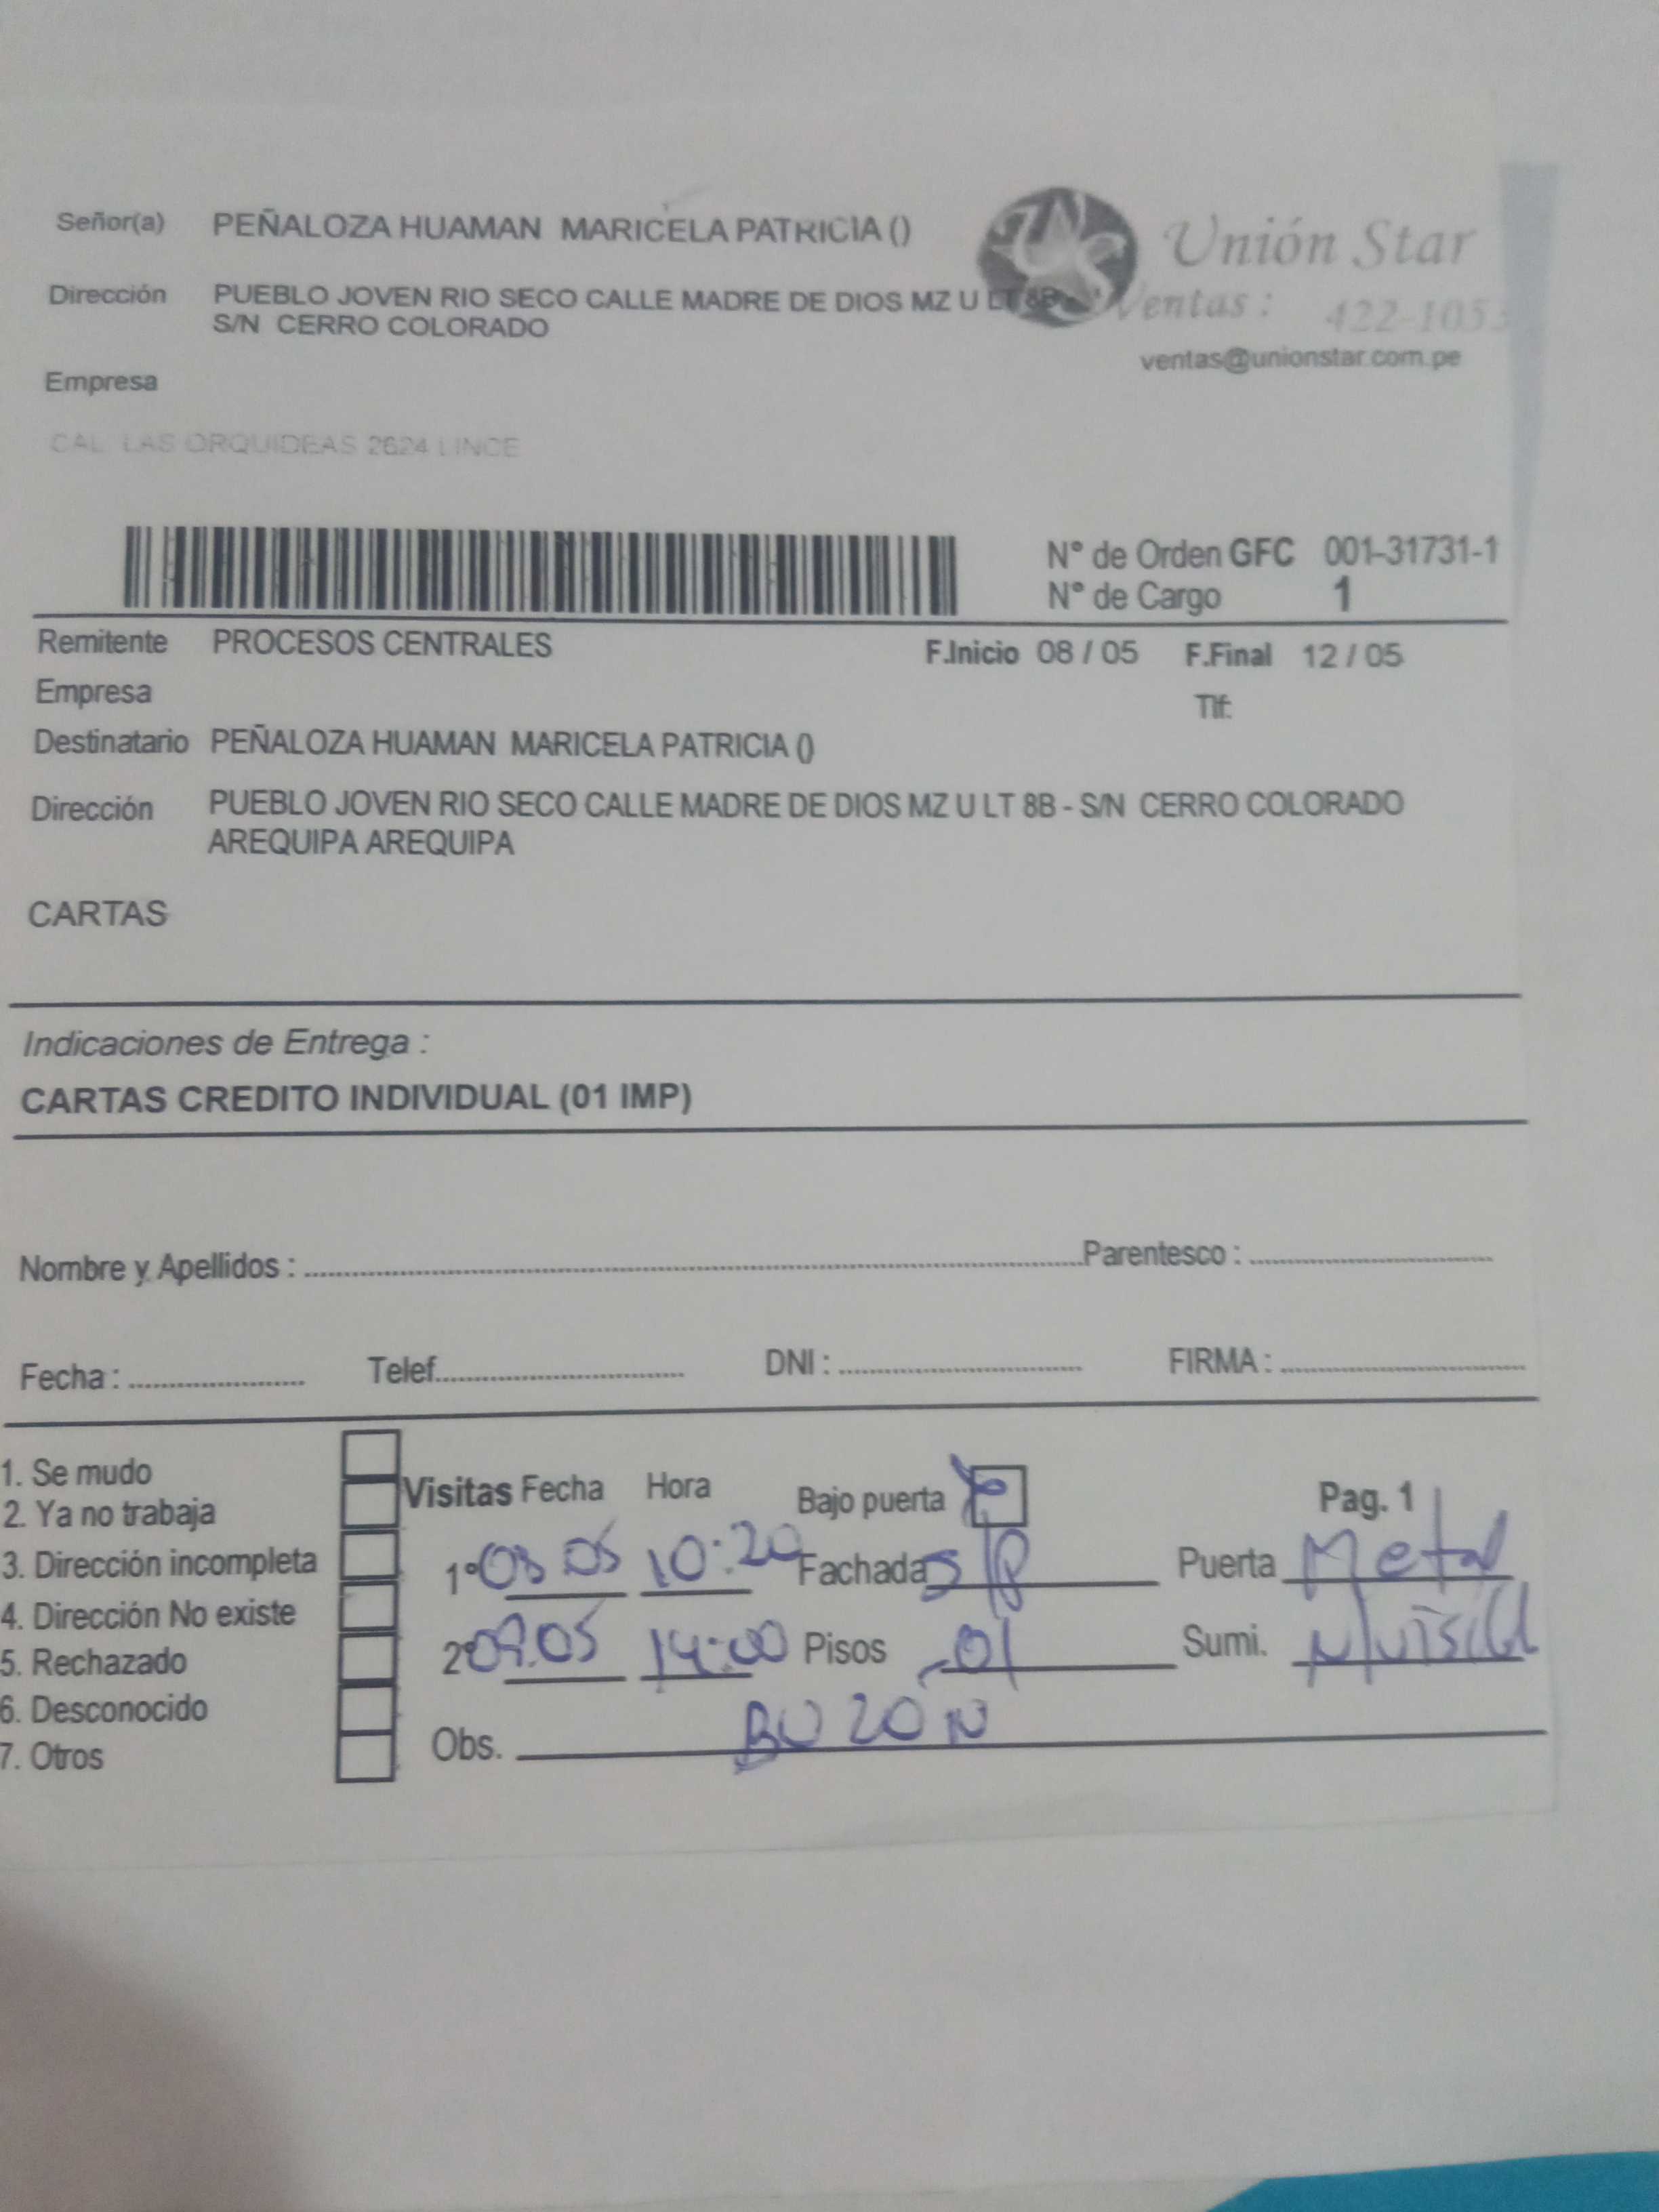 Señor(a) PEÑALOZA HUAMAN MARICELA PATRICIA ()
Unión Star
Dirección PUEBLO JOVEN RIO SECO CALLE MADRE DE DIOS MZ U LT 8B -
S/N CERRO COLORADO
Ventas : 422-1053
ventas@unionstar.com.pe
Empresa
CAL. LAS ORQUIDEAS 2624 LINCE
N° de Orden GFC 001-31731-1
N° de Cargo 1
Remitente PROCESOS CENTRALES F.Inicio 08 / 05 F.Final 12 / 05
Empresa Tlf:
Destinatario PEÑALOZA HUAMAN MARICELA PATRICIA ()
Dirección PUEBLO JOVEN RIO SECO CALLE MADRE DE DIOS MZ U LT 8B - S/N CERRO COLORADO
AREQUIPA AREQUIPA
CARTAS
Indicaciones de Entrega :
CARTAS CREDITO INDIVIDUAL (01 IMP)
Nombre y Apellidos : Parentesco :
Fecha : Telef. DNI : FIRMA :
1. Se mudo
2. Ya no trabaja
3. Dirección incompleta
4. Dirección No existe
5. Rechazado
6. Desconocido
7. Otros
Visitas Fecha Hora Bajo puerta Pag. 1
1° 08 05 10:20 Fachada S/P Puerta Metal
2° 09.05 14:00 Pisos 01 Sumi. N/visibl
Obs. BUZON